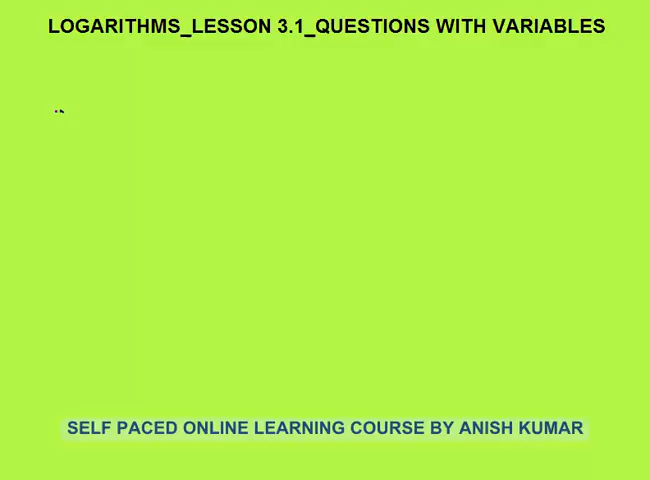 LOGARITHMS_LESSON 3.1_QUESTIONS WITH VARIABLES
SELF PACED ONLINE LEARNING COURSE BY ANISH KUMAR